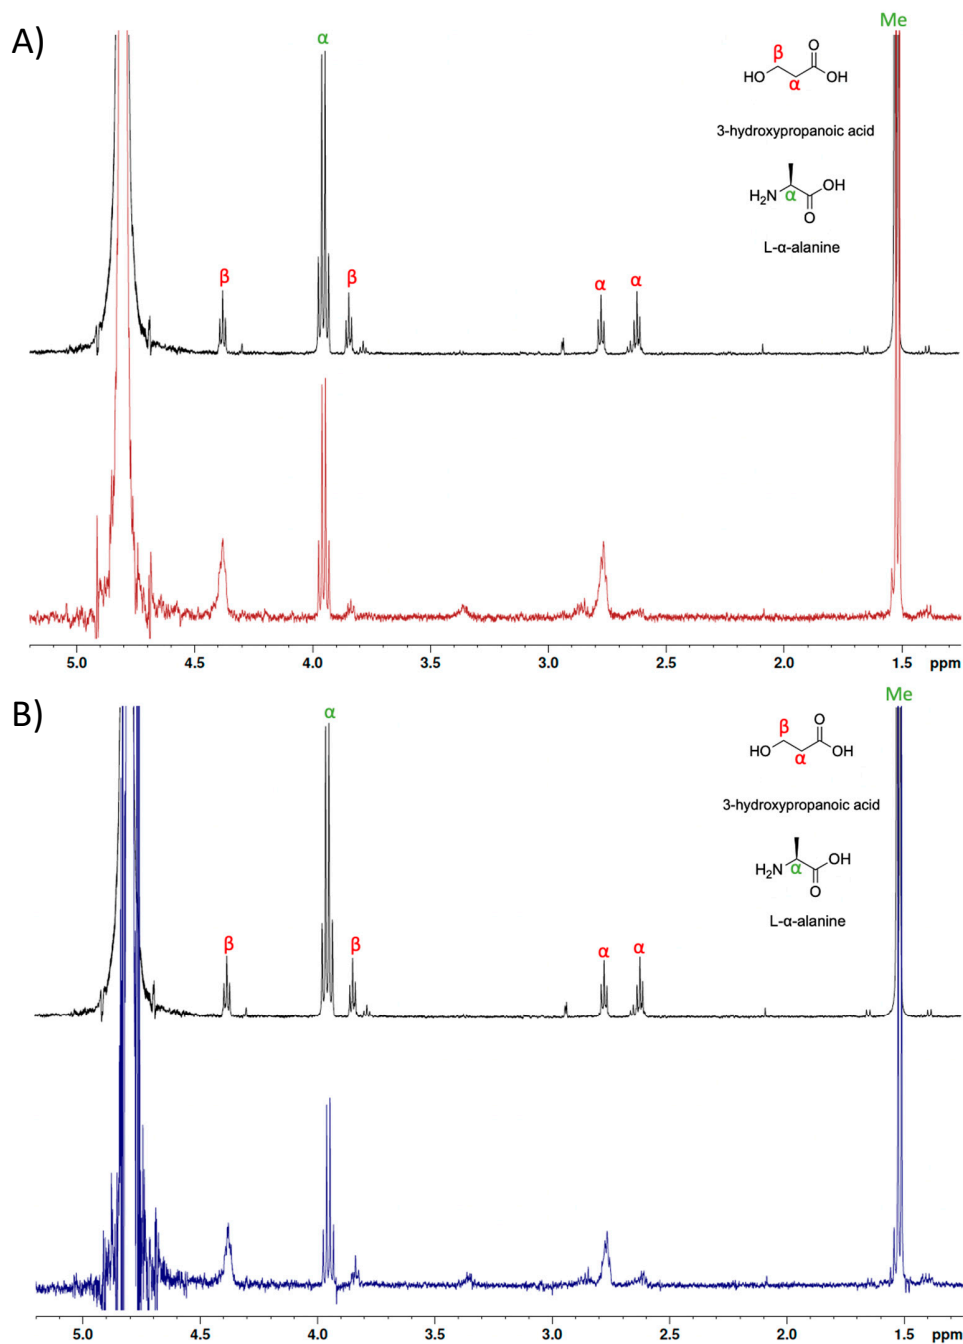 A)
α
Me
β
O
HO
OH
α
3-hydroxypropanoic acid
OH
H₂N
α
O
L-α-alanine
β
β
α
α
5.0 4.5 4.0 3.5 3.0 2.5 2.0 1.5 ppm
B)
α
Me
β
O
HO
OH
α
3-hydroxypropanoic acid
OH
H₂N
α
O
L-α-alanine
β
β
α
α
5.0 4.5 4.0 3.5 3.0 2.5 2.0 1.5 ppm